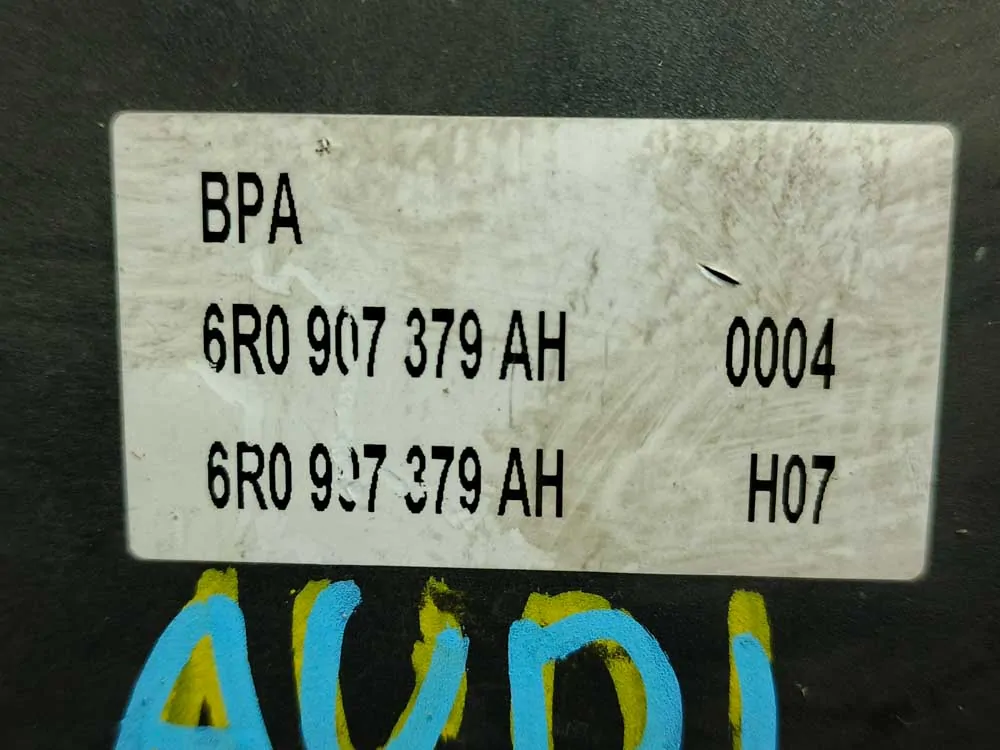 BPA
6R0 907 379 AH 0004
6R0 907 379 AH H07
AUDI